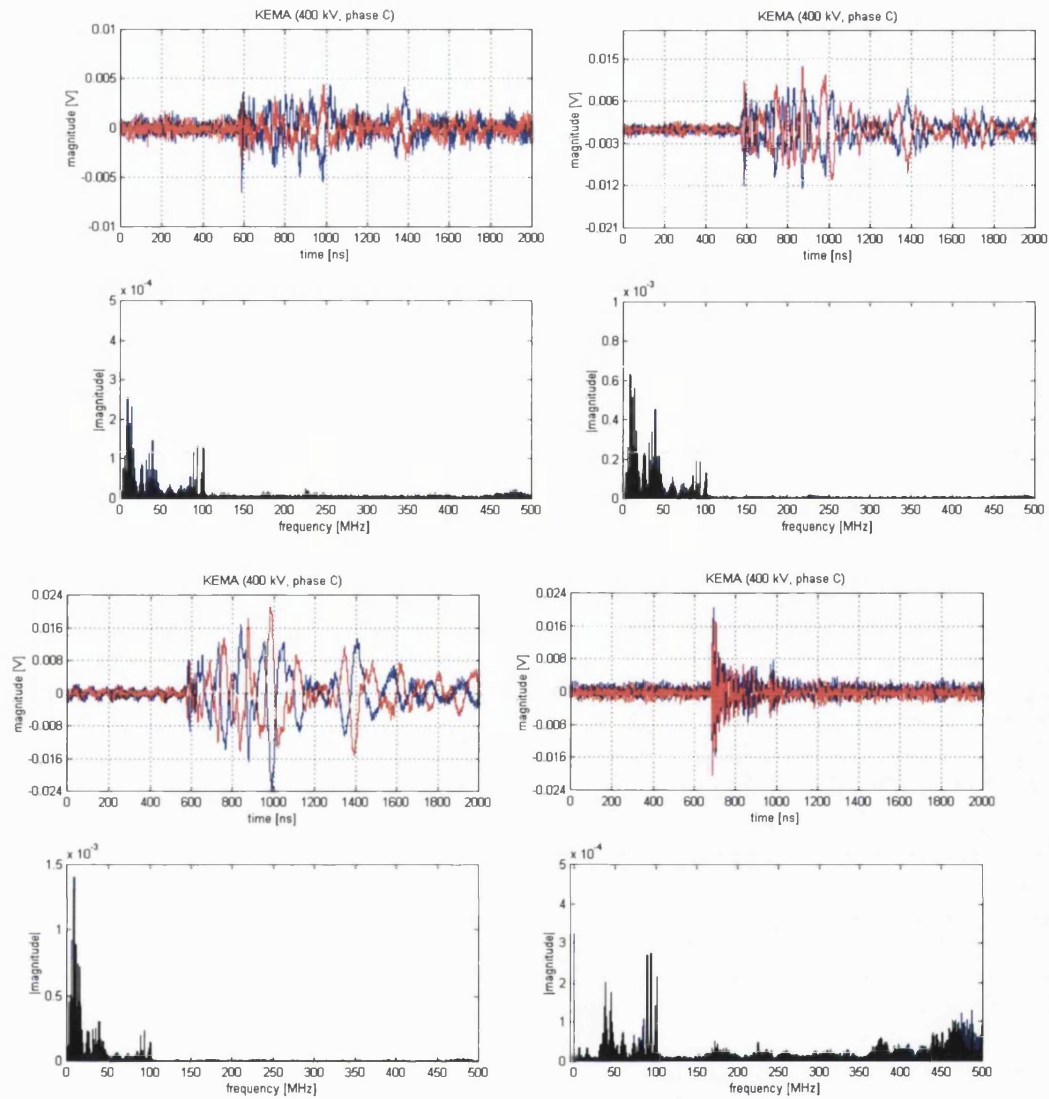 KEMA (400 kV, phase C)
0.01
0.005
0
-0.005
-0.01
magnitude [V]
0 200 400 600 800 1000 1200 1400 1600 1800 2000
time [ns]
KEMA (400 kV, phase C)
0.015
0.006
-0.003
-0.012
-0.021
magnitude [V]
0 200 400 600 800 1000 1200 1400 1600 1800 2000
time [ns]
x 10⁻⁴
5
4
3
2
1
0
|magnitude|
0 50 100 150 200 250 300 350 400 450 500
frequency [MHz]
x 10⁻³
1
0.8
0.6
0.4
0.2
0
|magnitude|
0 50 100 150 200 250 300 350 400 450 500
frequency [MHz]
KEMA (400 kV, phase C)
0.024
0.016
0.008
0
-0.008
-0.016
-0.024
magnitude [V]
0 200 400 600 800 1000 1200 1400 1600 1800 2000
time [ns]
KEMA (400 kV, phase C)
0.024
0.016
0.008
0
-0.008
-0.016
-0.024
magnitude [V]
0 200 400 600 800 1000 1200 1400 1600 1800 2000
time [ns]
x 10⁻³
1.5
1
0.5
0
|magnitude|
0 50 100 150 200 250 300 350 400 450 500
frequency [MHz]
x 10⁻⁴
5
4
3
2
1
0
|magnitude|
0 50 100 150 200 250 300 350 400 450 500
frequency [MHz]